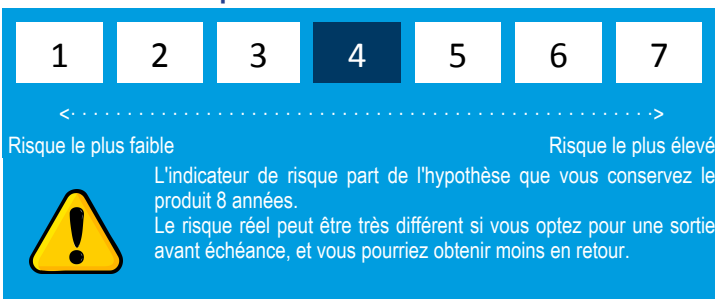 1 2 3 4 5 6 7
<· · · · · · · · · · · · · · · · · · · · · · · · · · · · · · · · · · · · · · · · · · · · · · · · · · · ·>
Risque le plus faible Risque le plus élevé
L'indicateur de risque part de l'hypothèse que vous conservez le
produit 8 années.
Le risque réel peut être très différent si vous optez pour une sortie
avant échéance, et vous pourriez obtenir moins en retour.
!